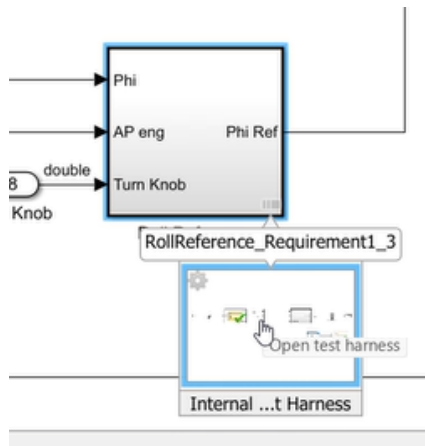 Phi
AP eng
Phi Ref
double
8
Turn Knob
Knob
RollReference_Requirement1_3
Open test harness
Internal ...t Harness